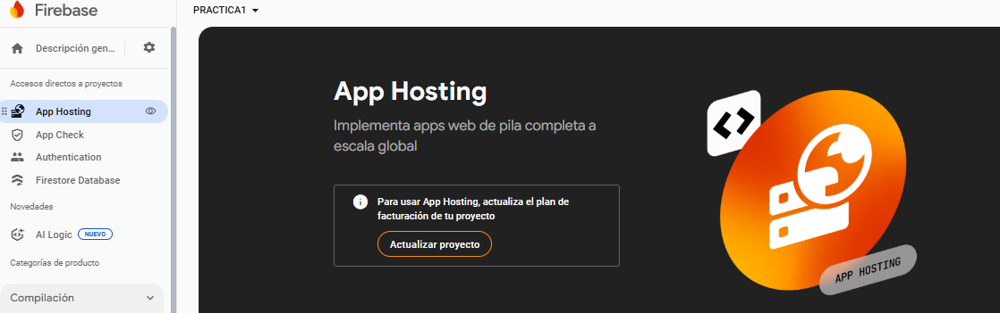 Firebase
PRACTICA1
Descripción gen...
Accesos directos a proyectos
App Hosting
App Check
Authentication
Firestore Database
Novedades
AI Logic NUEVO
Categorías de producto
Compilación
App Hosting
Implementa apps web de pila completa a
escala global
Para usar App Hosting, actualiza el plan de
facturación de tu proyecto
Actualizar proyecto
APP HOSTING